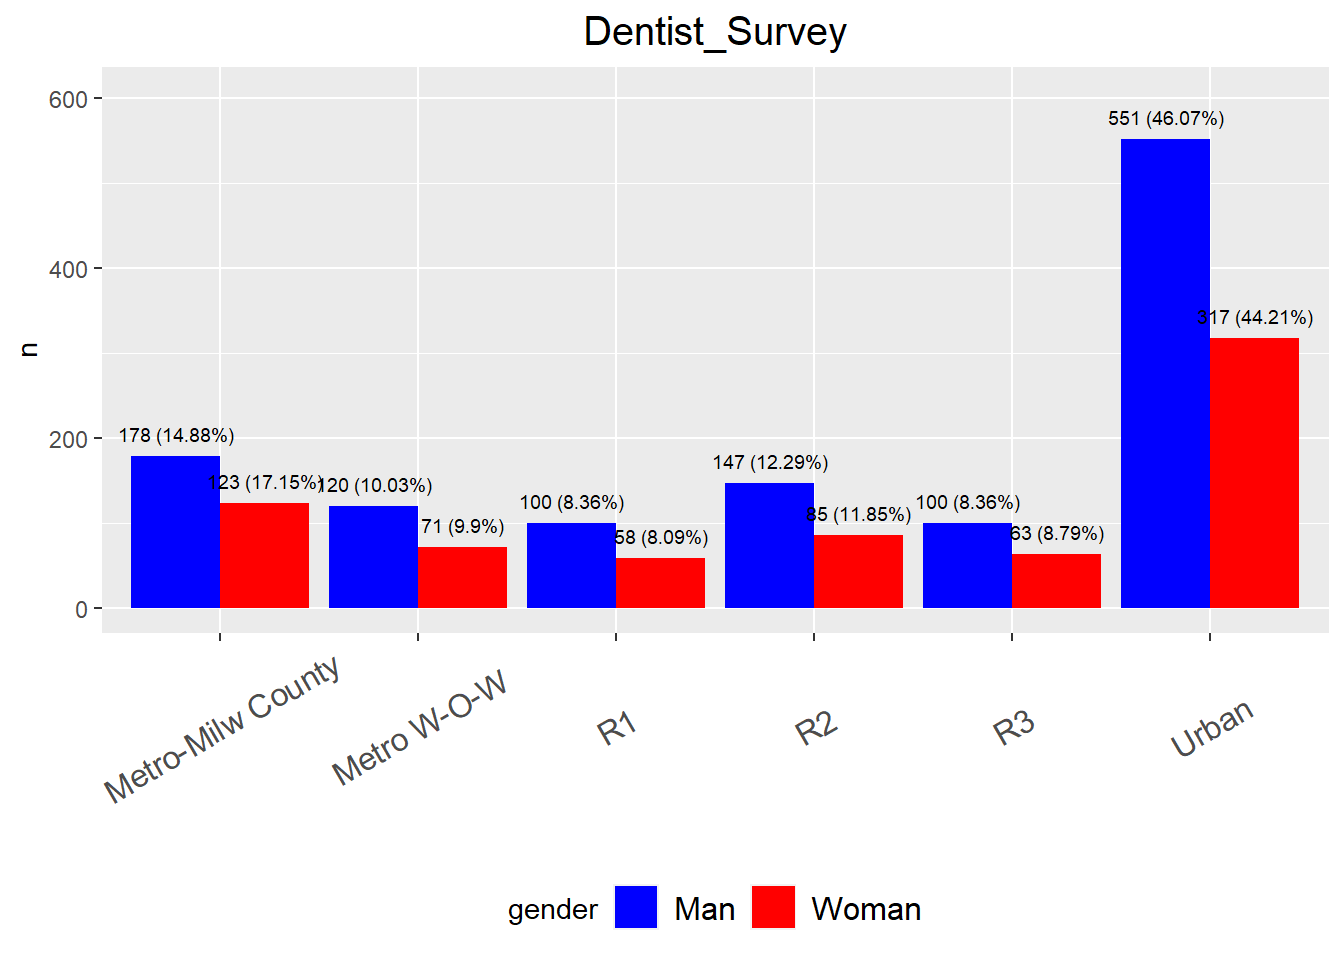 Dentist_Survey
600
400
200
0
n
551 (46.07%)
317 (44.21%)
178 (14.88%)
123 (17.15%)
120 (10.03%)
71 (9.9%)
100 (8.36%)
58 (8.09%)
147 (12.29%)
85 (11.85%)
100 (8.36%)
63 (8.79%)
Metro-Milw County
Metro W-O-W
R1
R2
R3
Urban
gender Man Woman